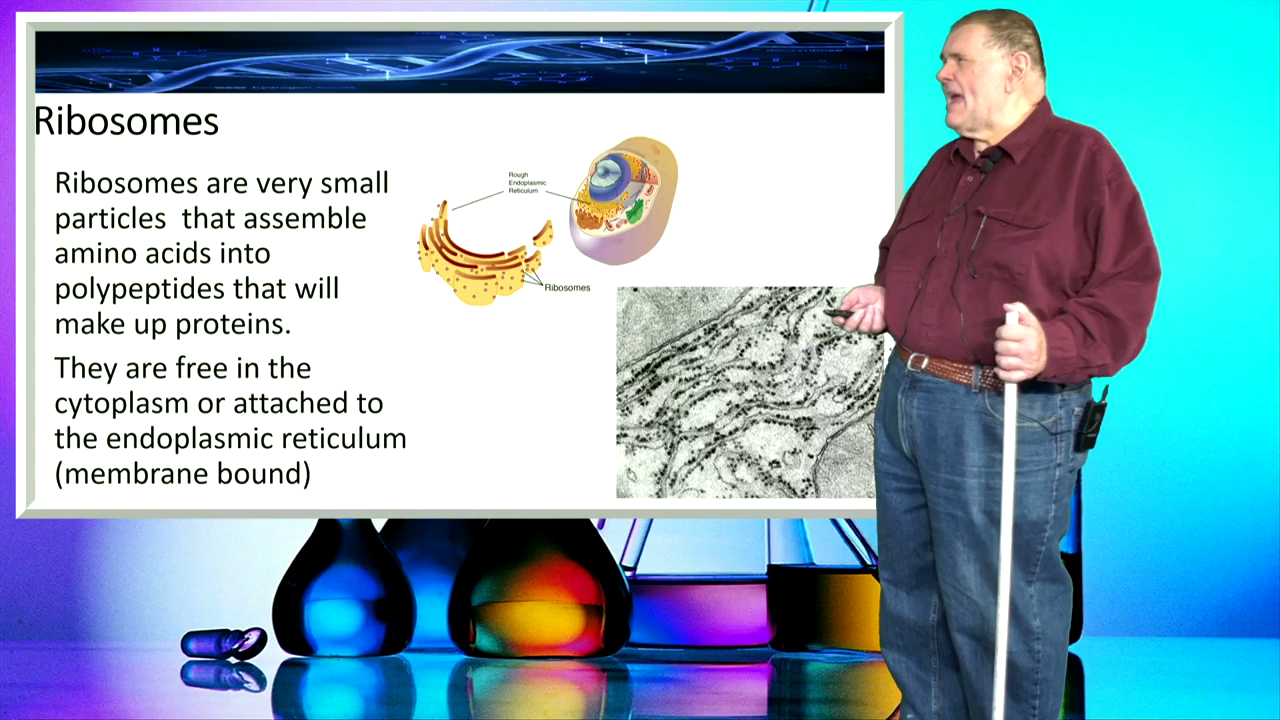 Ribosomes
Ribosomes are very small
particles that assemble
amino acids into
polypeptides that will
make up proteins.
They are free in the
cytoplasm or attached to
the endoplasmic reticulum
(membrane bound)
Rough
Endoplasmic
Reticulum
Ribosomes